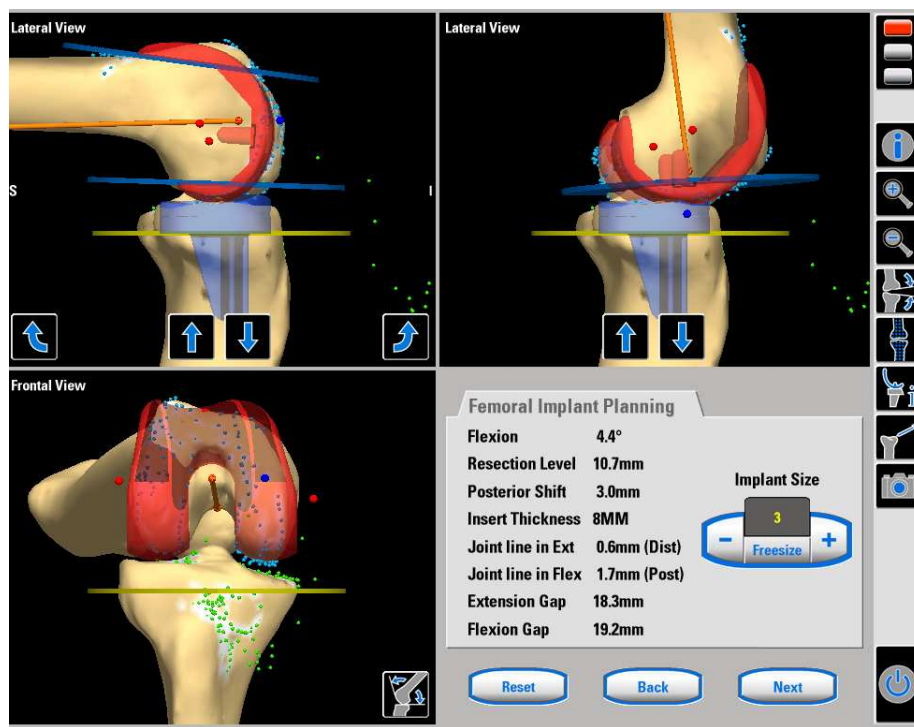 Lateral View
Lateral View
S
I
Frontal View
Femoral Implant Planning
Flexion 4.4°
Resection Level 10.7mm
Posterior Shift 3.0mm
Insert Thickness 8MM
Joint line in Ext 0.6mm (Dist)
Joint line in Flex 1.7mm (Post)
Extension Gap 18.3mm
Flexion Gap 19.2mm
Implant Size
3
- Freesize +
Reset Back Next
i
i